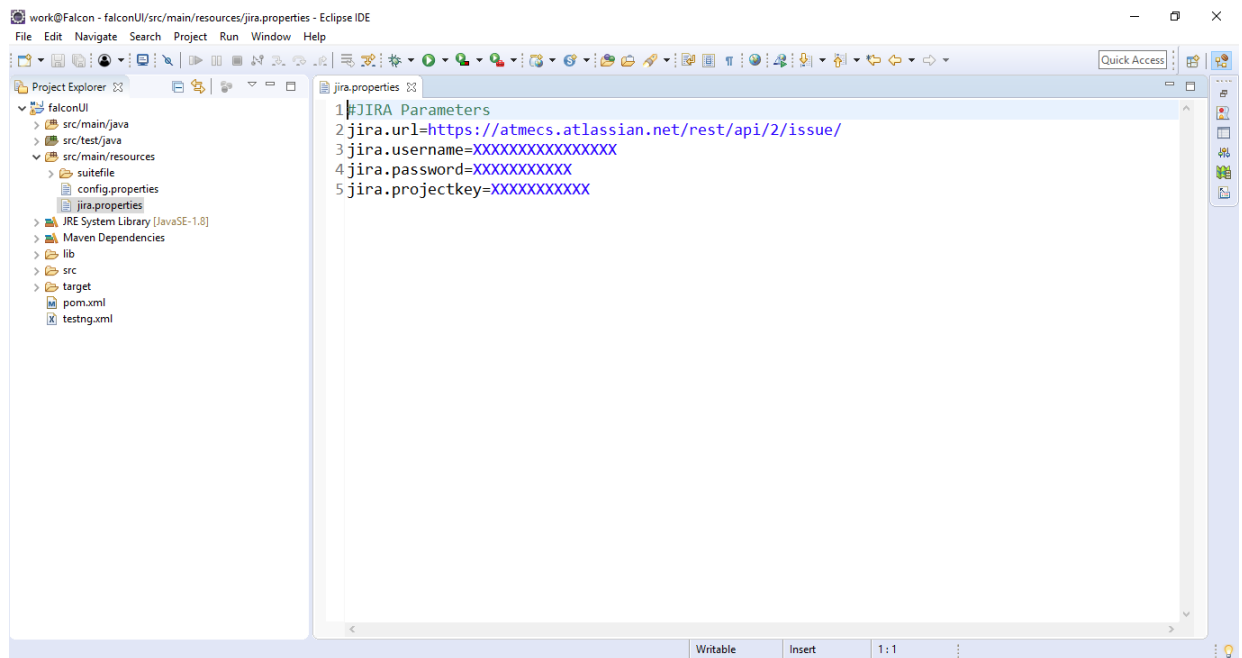 work@Falcon - falconUI/src/main/resources/jira.properties - Eclipse IDE
File Edit Navigate Search Project Run Window Help
Quick Access
Project Explorer
falconUI
src/main/java
src/test/java
src/main/resources
suitefile
config.properties
jira.properties
JRE System Library [JavaSE-1.8]
Maven Dependencies
lib
src
target
pom.xml
testng.xml
jira.properties
1 #JIRA Parameters
2 jira.url=https://atmecs.atlassian.net/rest/api/2/issue/
3 jira.username=XXXXXXXXXXXXXXXX
4 jira.password=XXXXXXXXXXX
5 jira.projectkey=XXXXXXXXXXX
Writable Insert 1:1